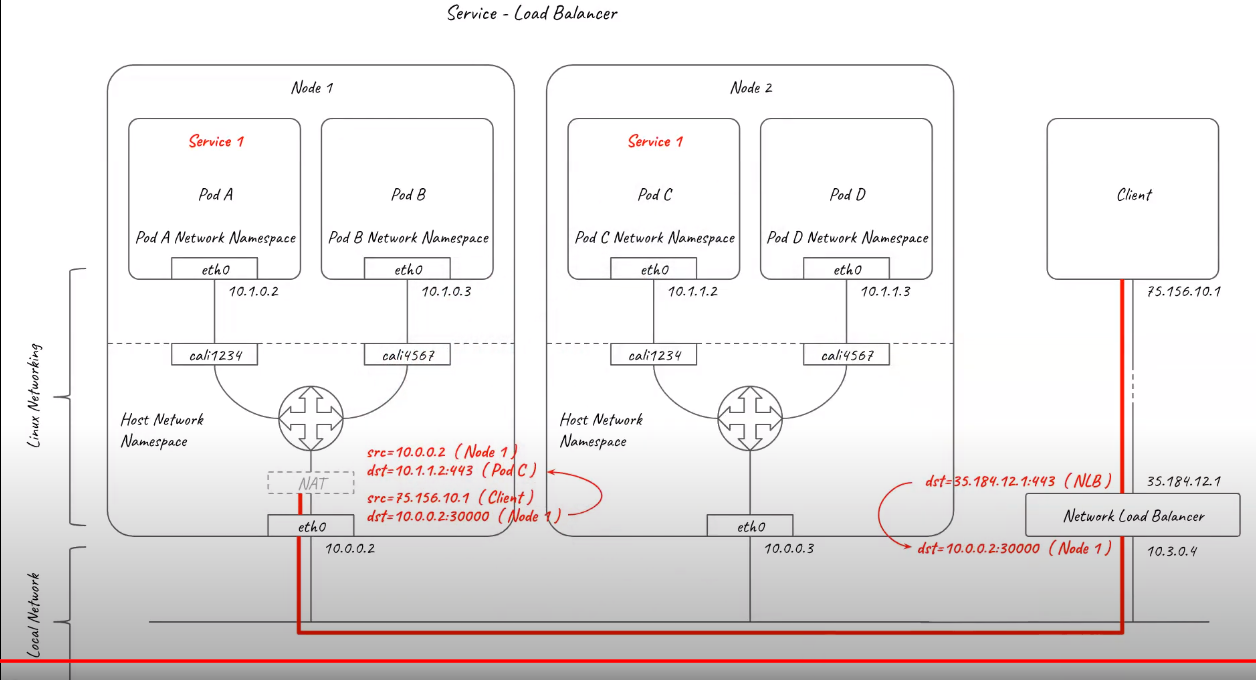 Service - Load Balancer
Node 1
Node 2
Service 1
Service 1
Pod A
Pod B
Pod C
Pod D
Client
Pod A Network Namespace
Pod B Network Namespace
Pod C Network Namespace
Pod D Network Namespace
eth0
eth0
eth0
eth0
10.1.0.2
10.1.0.3
10.1.1.2
10.1.1.3
75.156.10.1
cali1234
cali4567
cali1234
cali4567
Linux Networking
Host Network
Namespace
Host Network
Namespace
src=10.0.0.2 (Node 1)
dst=10.1.1.2:443 (Pod C)
NAT
src=75.156.10.1 (Client)
dst=10.0.0.2:30000 (Node 1)
dst=35.184.12.1:443 (NLB)
35.184.12.1
eth0
eth0
Network Load Balancer
10.0.0.2
10.0.0.3
dst=10.0.0.2:30000 (Node 1)
10.3.0.4
Local Network